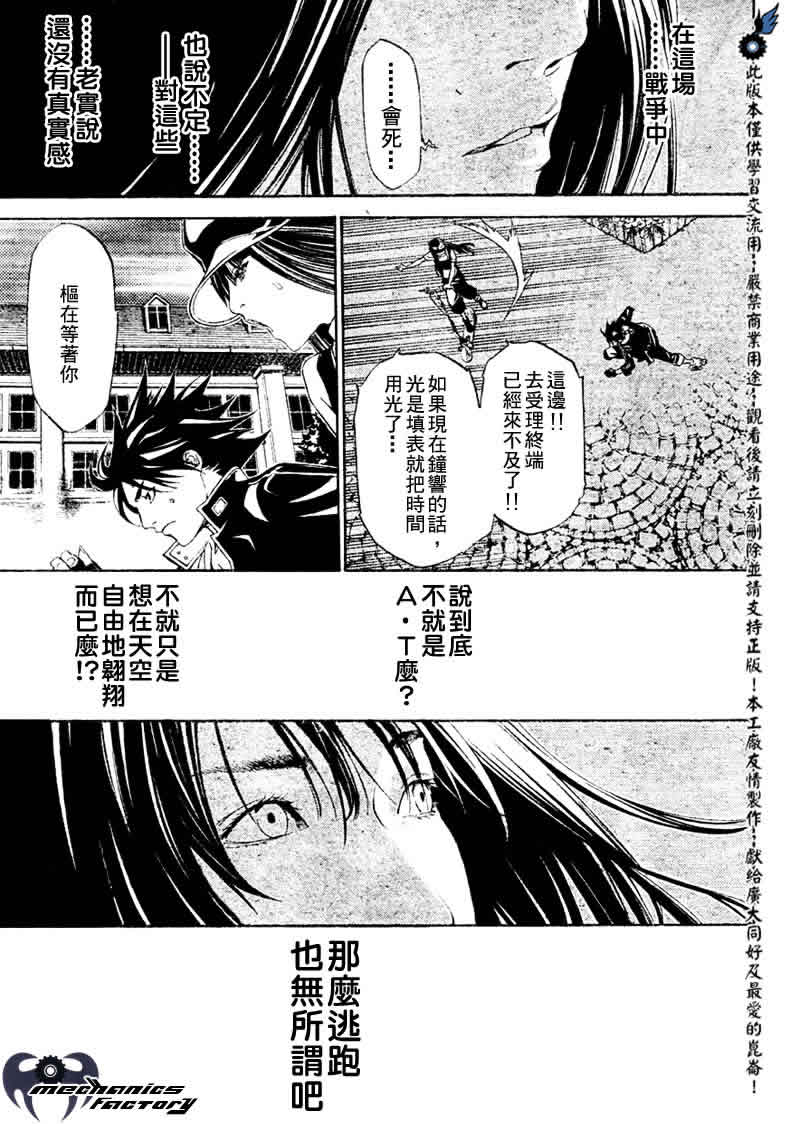 在這場
……戰爭中
……會死…
也說不定……
——對這些
……老實說
還沒有真實感
這邊!!
去受理終端
已經來不及了!!
如果現在鐘響的話，
光是填表就把時間
用光了…
樞在等著你
說到底
不就是
A・T麼？
不就只是
想在天空
自由地翱翔
而已麼!?
那麼逃跑
也無所謂吧
此版本僅供學習交流用…嚴禁商業用途…觀看後請立刻刪除並請支持正版！本工廠友情製作…獻給廣大同好及最愛的崑崙！
mechanics
factory